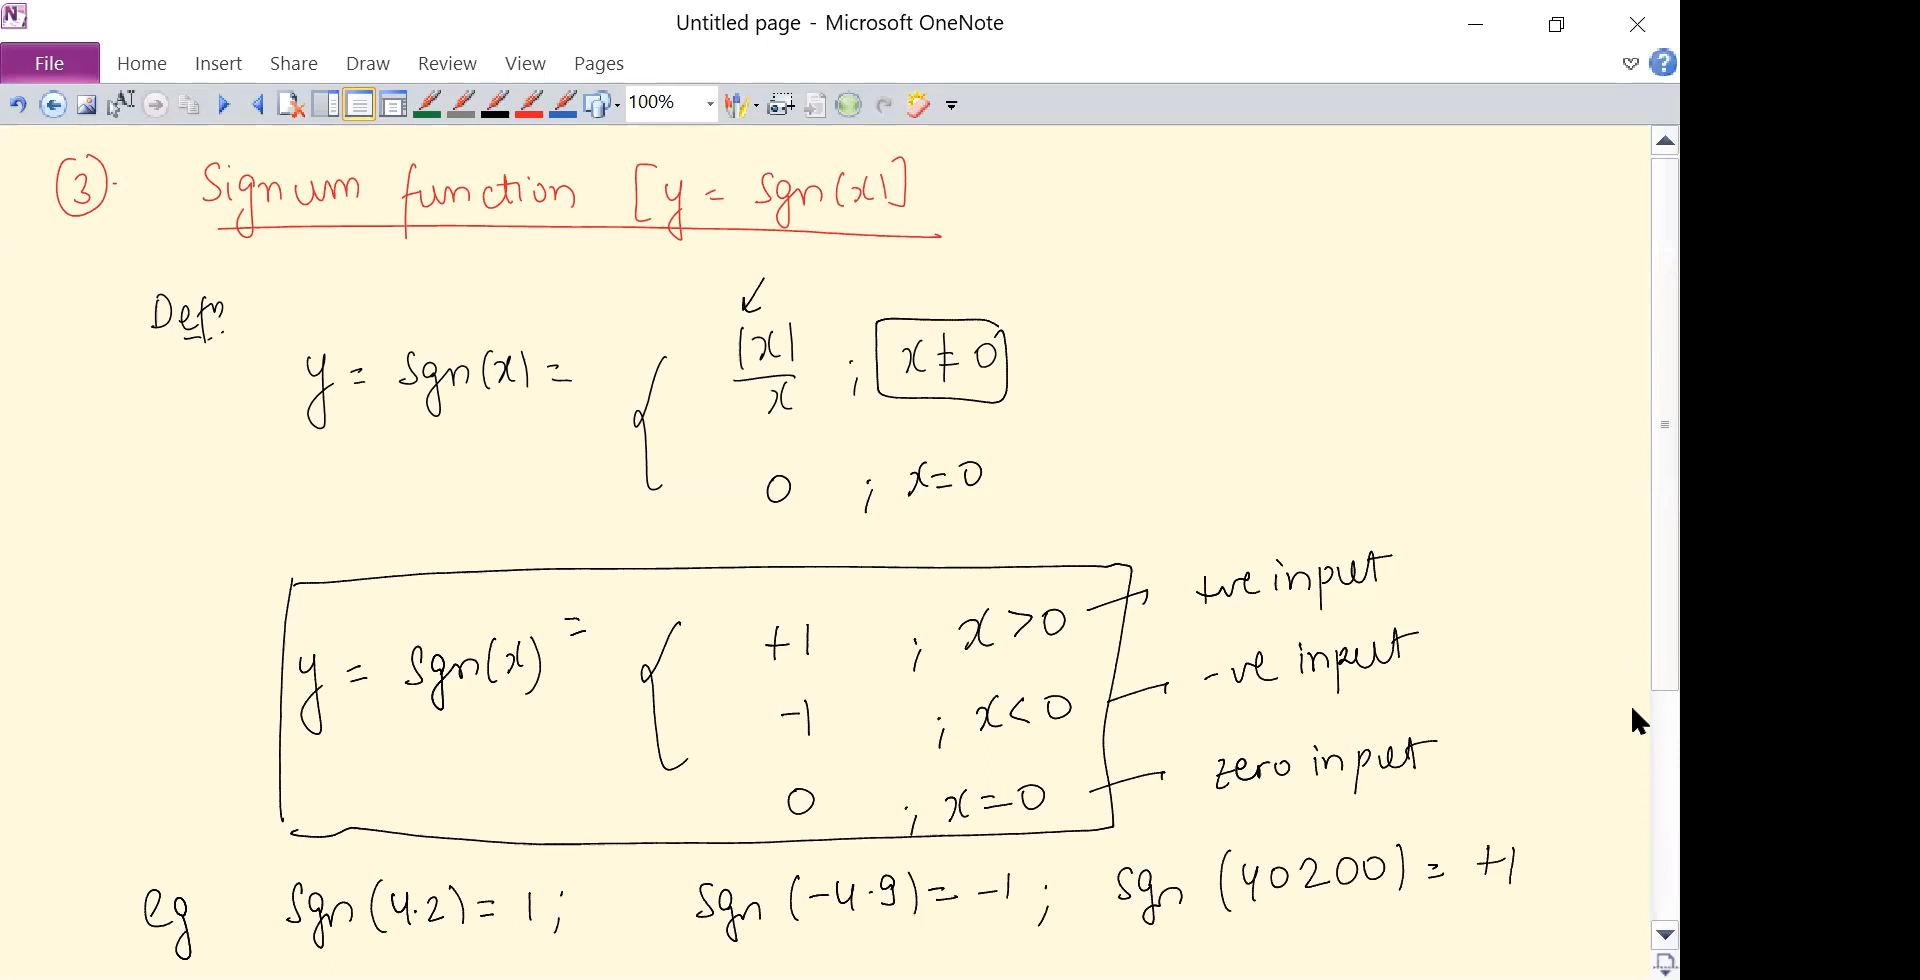 Untitled page - Microsoft OneNote
File Home Insert Share Draw Review View Pages
100%
③. Signum function [y = sgn(x)]
Defn.
y = sgn(x) = { |x|/x ; x ≠ 0
0 ; x=0
y = sgn(x) = { +1 ; x > 0 → +ve input
-1 ; x < 0 → -ve input
0 ; x = 0 → zero input
eg sgn(4.2) = 1 ; sgn(-4.9) = -1 ; sgn(40200) = +1